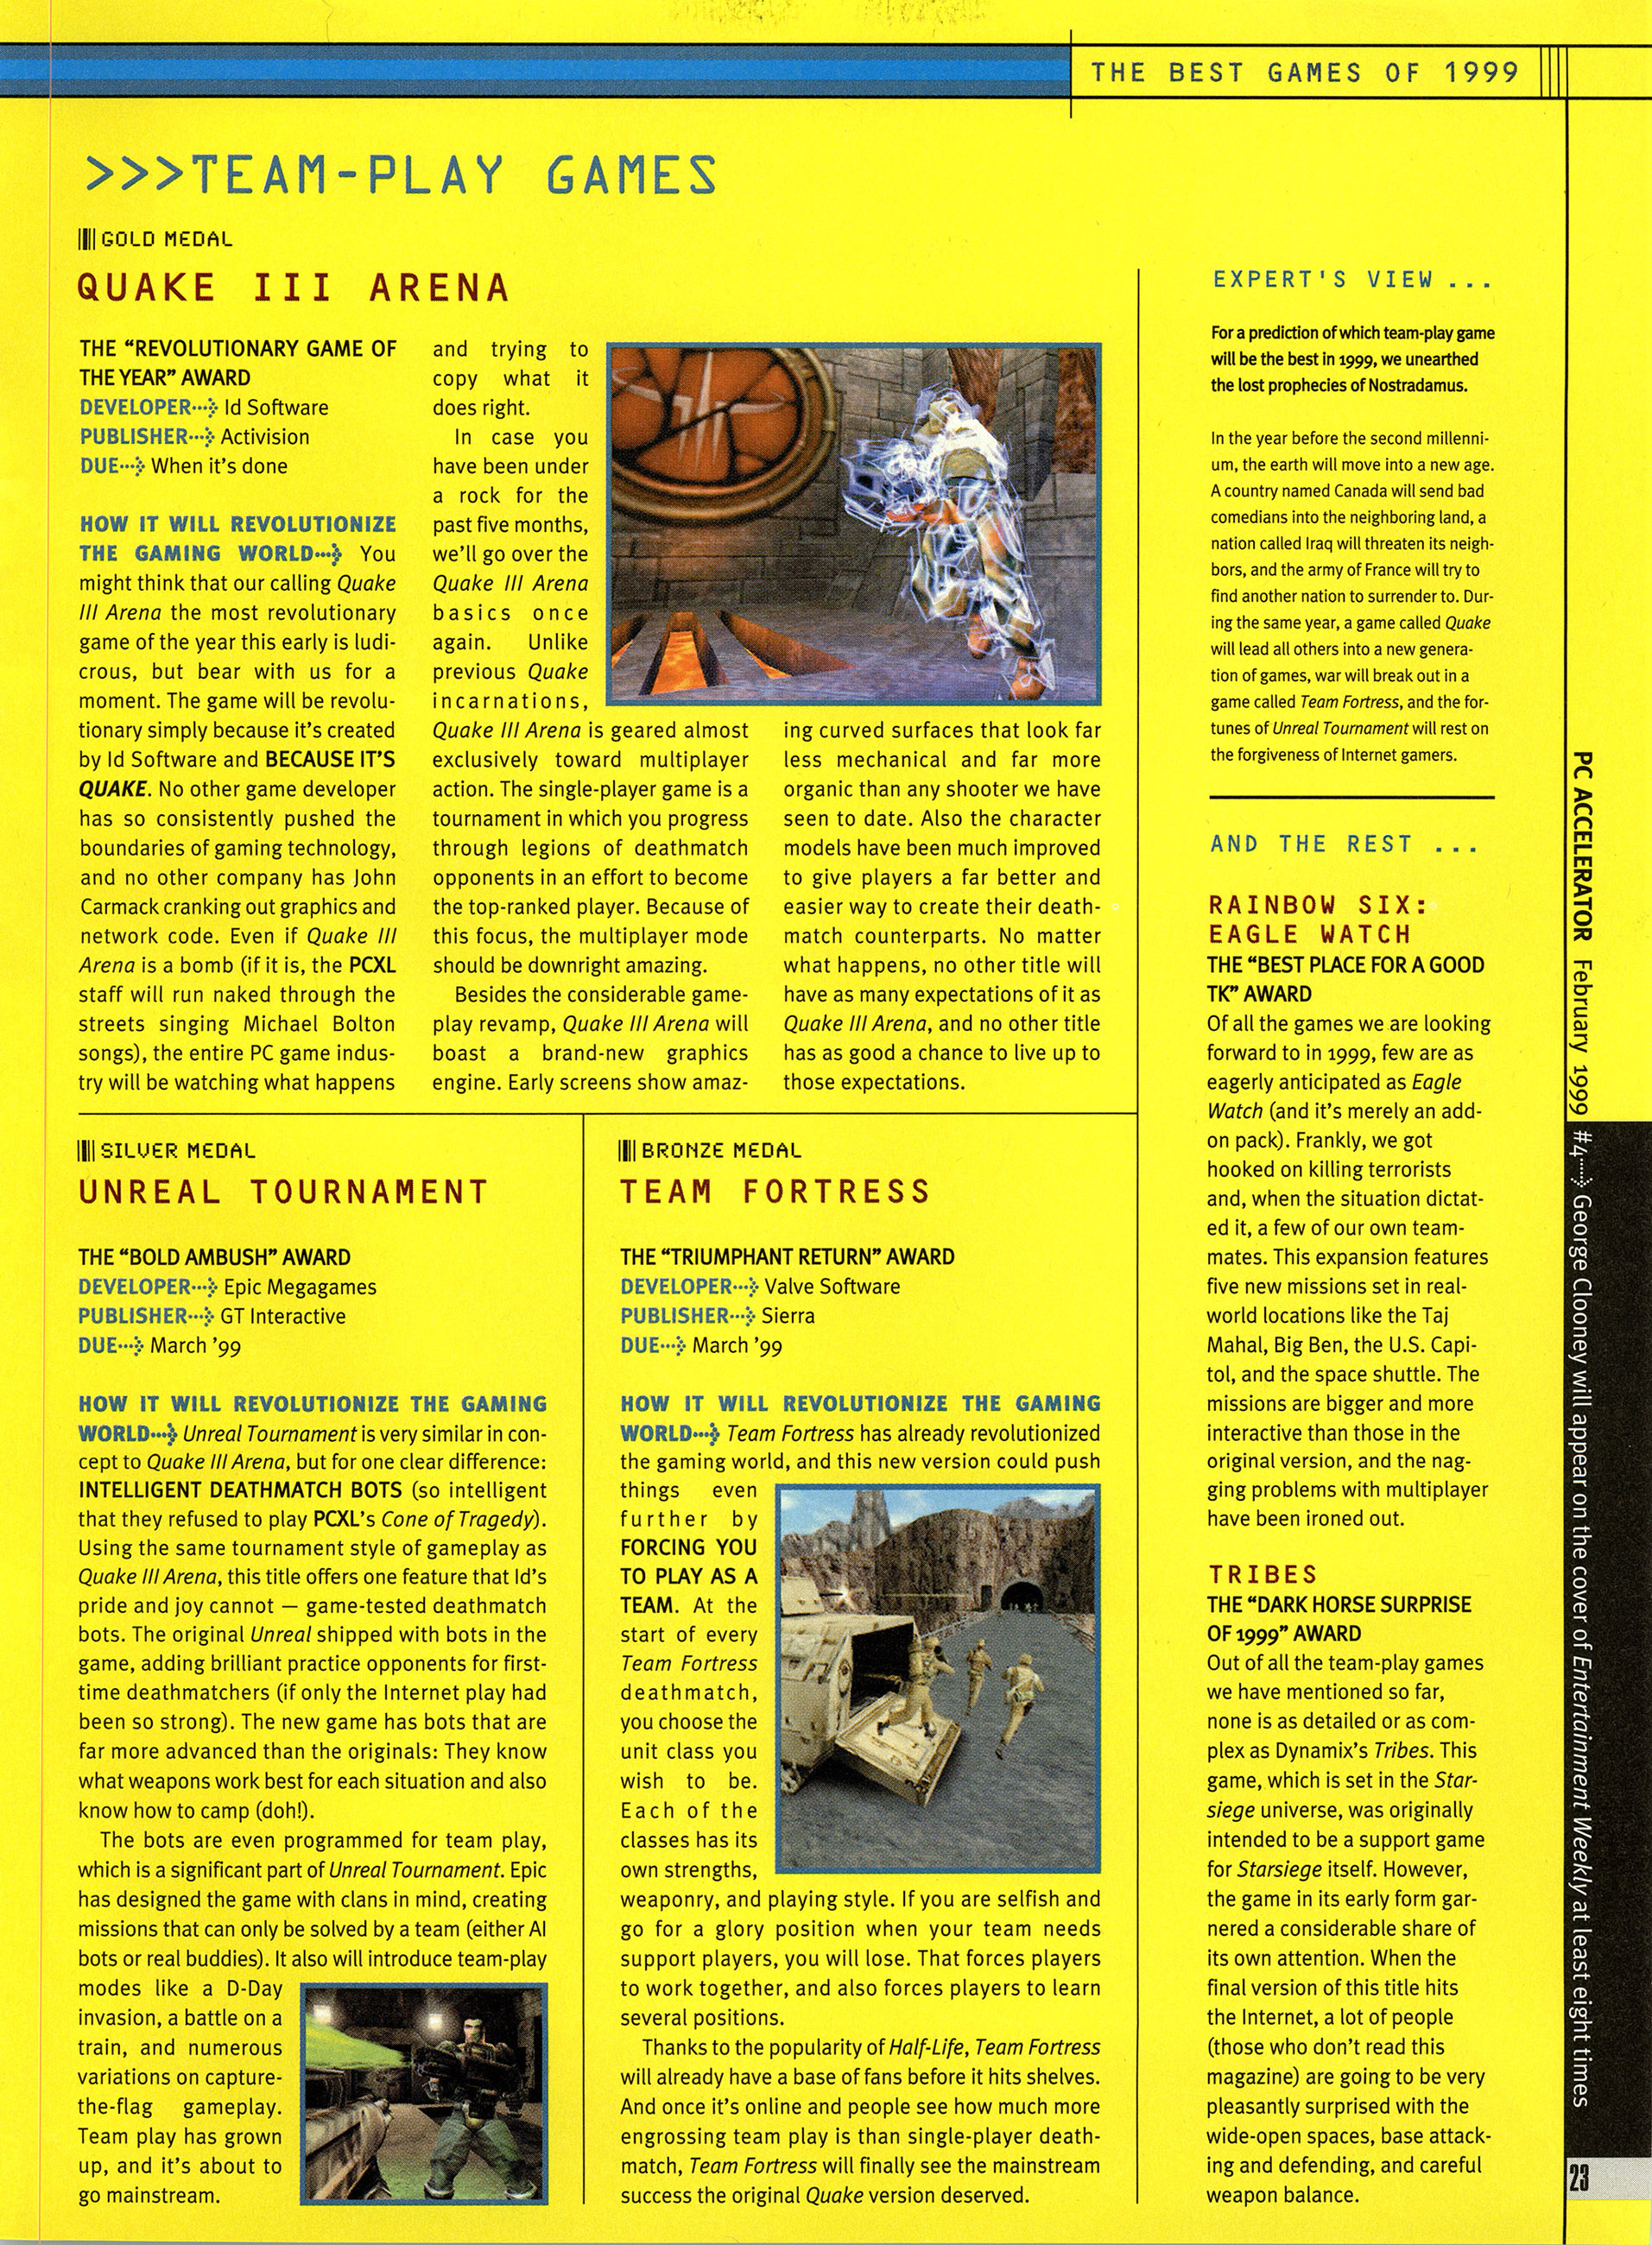 THE BEST GAMES OF 1999
>>>TEAM-PLAY GAMES
GOLD MEDAL
QUAKE III ARENA
THE “REVOLUTIONARY GAME OF
THE YEAR” AWARD
DEVELOPER Id Software
PUBLISHER Activision
DUE When it’s done
HOW IT WILL REVOLUTIONIZE
THE GAMING WORLD You
might think that our calling Quake
III Arena the most revolutionary
game of the year this early is ludi-
crous, but bear with us for a
moment. The game will be revolu-
tionary simply because it’s created
by Id Software and BECAUSE IT’S
QUAKE. No other game developer
has so consistently pushed the
boundaries of gaming technology,
and no other company has John
Carmack cranking out graphics and
network code. Even if Quake III
Arena is a bomb (if it is, the PCXL
staff will run naked through the
streets singing Michael Bolton
songs), the entire PC game indus-
try will be watching what happens
and trying to
copy what it
does right.
In case you
have been under
a rock for the
past five months,
we’ll go over the
Quake III Arena
basics once
again. Unlike
previous Quake
incarnations,
Quake III Arena is geared almost
exclusively toward multiplayer
action. The single-player game is a
tournament in which you progress
through legions of deathmatch
opponents in an effort to become
the top-ranked player. Because of
this focus, the multiplayer mode
should be downright amazing.
Besides the considerable game-
play revamp, Quake III Arena will
boast a brand-new graphics
engine. Early screens show amaz-
ing curved surfaces that look far
less mechanical and far more
organic than any shooter we have
seen to date. Also the character
models have been much improved
to give players a far better and
easier way to create their death-
match counterparts. No matter
what happens, no other title will
have as many expectations of it as
Quake III Arena, and no other title
has as good a chance to live up to
those expectations.
SILVER MEDAL
UNREAL TOURNAMENT
THE “BOLD AMBUSH” AWARD
DEVELOPER Epic Megagames
PUBLISHER GT Interactive
DUE March ’99
HOW IT WILL REVOLUTIONIZE THE GAMING
WORLD Unreal Tournament is very similar in con-
cept to Quake III Arena, but for one clear difference:
INTELLIGENT DEATHMATCH BOTS (so intelligent
that they refused to play PCXL’s Cone of Tragedy).
Using the same tournament style of gameplay as
Quake III Arena, this title offers one feature that Id’s
pride and joy cannot — game-tested deathmatch
bots. The original Unreal shipped with bots in the
game, adding brilliant practice opponents for first-
time deathmatchers (if only the Internet play had
been so strong). The new game has bots that are
far more advanced than the originals: They know
what weapons work best for each situation and also
know how to camp (doh!).
The bots are even programmed for team play,
which is a significant part of Unreal Tournament. Epic
has designed the game with clans in mind, creating
missions that can only be solved by a team (either AI
bots or real buddies). It also will introduce team-play
modes like a D-Day
invasion, a battle on a
train, and numerous
variations on capture-
the-flag gameplay.
Team play has grown
up, and it’s about to
go mainstream.
BRONZE MEDAL
TEAM FORTRESS
THE “TRIUMPHANT RETURN” AWARD
DEVELOPER Valve Software
PUBLISHER Sierra
DUE March ’99
HOW IT WILL REVOLUTIONIZE THE GAMING
WORLD Team Fortress has already revolutionized
the gaming world, and this new version could push
things even
further by
FORCING YOU
TO PLAY AS A
TEAM. At the
start of every
Team Fortress
deathmatch,
you choose the
unit class you
wish to be.
Each of the
classes has its
own strengths,
weaponry, and playing style. If you are selfish and
go for a glory position when your team needs
support players, you will lose. That forces players
to work together, and also forces players to learn
several positions.
Thanks to the popularity of Half-Life, Team Fortress
will already have a base of fans before it hits shelves.
And once it’s online and people see how much more
engrossing team play is than single-player death-
match, Team Fortress will finally see the mainstream
success the original Quake version deserved.
EXPERT'S VIEW ...
For a prediction of which team-play game
will be the best in 1999, we unearthed
the lost prophecies of Nostradamus.
In the year before the second millenni-
um, the earth will move into a new age.
A country named Canada will send bad
comedians into the neighboring land, a
nation called Iraq will threaten its neigh-
bors, and the army of France will try to
find another nation to surrender to. Dur-
ing the same year, a game called Quake
will lead all others into a new genera-
tion of games, war will break out in a
game called Team Fortress, and the for-
tunes of Unreal Tournament will rest on
the forgiveness of Internet gamers.
AND THE REST ...
RAINBOW SIX:
EAGLE WATCH
THE “BEST PLACE FOR A GOOD
TK” AWARD
Of all the games we are looking
forward to in 1999, few are as
eagerly anticipated as Eagle
Watch (and it’s merely an add-
on pack). Frankly, we got
hooked on killing terrorists
and, when the situation dictat-
ed it, a few of our own team-
mates. This expansion features
five new missions set in real-
world locations like the Taj
Mahal, Big Ben, the U.S. Capi-
tol, and the space shuttle. The
missions are bigger and more
interactive than those in the
original version, and the nag-
ging problems with multiplayer
have been ironed out.
TRIBES
THE “DARK HORSE SURPRISE
OF 1999” AWARD
Out of all the team-play games
we have mentioned so far,
none is as detailed or as com-
plex as Dynamix’s Tribes. This
game, which is set in the Star-
siege universe, was originally
intended to be a support game
for Starsiege itself. However,
the game in its early form gar-
nered a considerable share of
its own attention. When the
final version of this title hits
the Internet, a lot of people
(those who don’t read this
magazine) are going to be very
pleasantly surprised with the
wide-open spaces, base attack-
ing and defending, and careful
weapon balance.
PC ACCELERATOR February 1999 #4 George Clooney will appear on the cover of Entertainment Weekly at least eight times
23